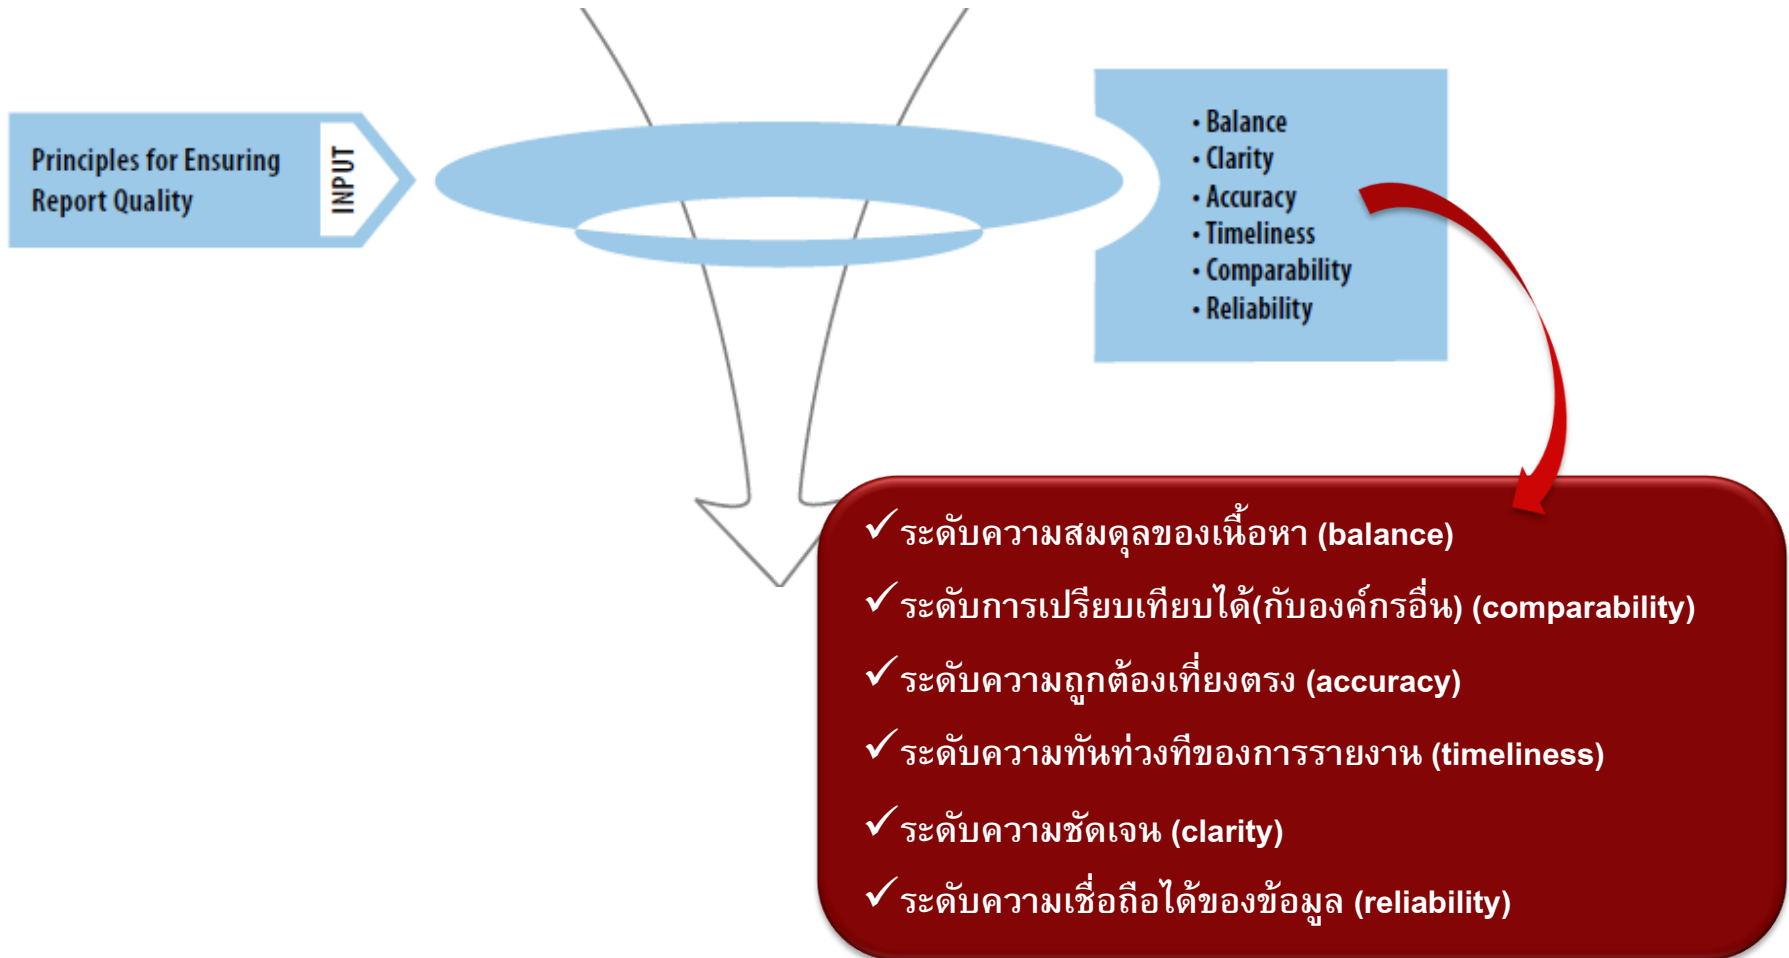 Principles for Ensuring
Report Quality
INPUT
• Balance
• Clarity
• Accuracy
• Timeliness
• Comparability
• Reliability
✓ระดับความสมดุลของเนื้อหา (balance)
✓ระดับการเปรียบเทียบได้(กับองค์กรอื่น) (comparability)
✓ระดับความถูกต้องเที่ยงตรง (accuracy)
✓ระดับความทันท่วงทีของการรายงาน (timeliness)
✓ระดับความชัดเจน (clarity)
✓ระดับความเชื่อถือได้ของข้อมูล (reliability)